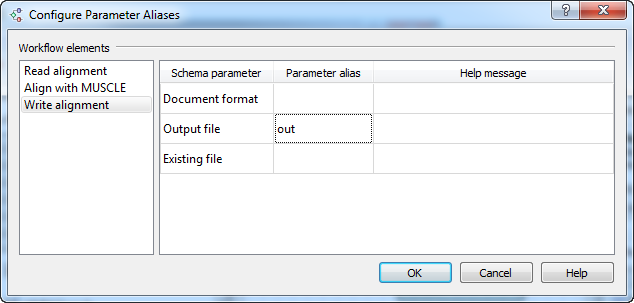 Configure Parameter Aliases
Workflow elements
Read alignment
Align with MUSCLE
Write alignment
Schema parameter Parameter alias Help message
Document format
Output file out
Existing file
OK Cancel Help